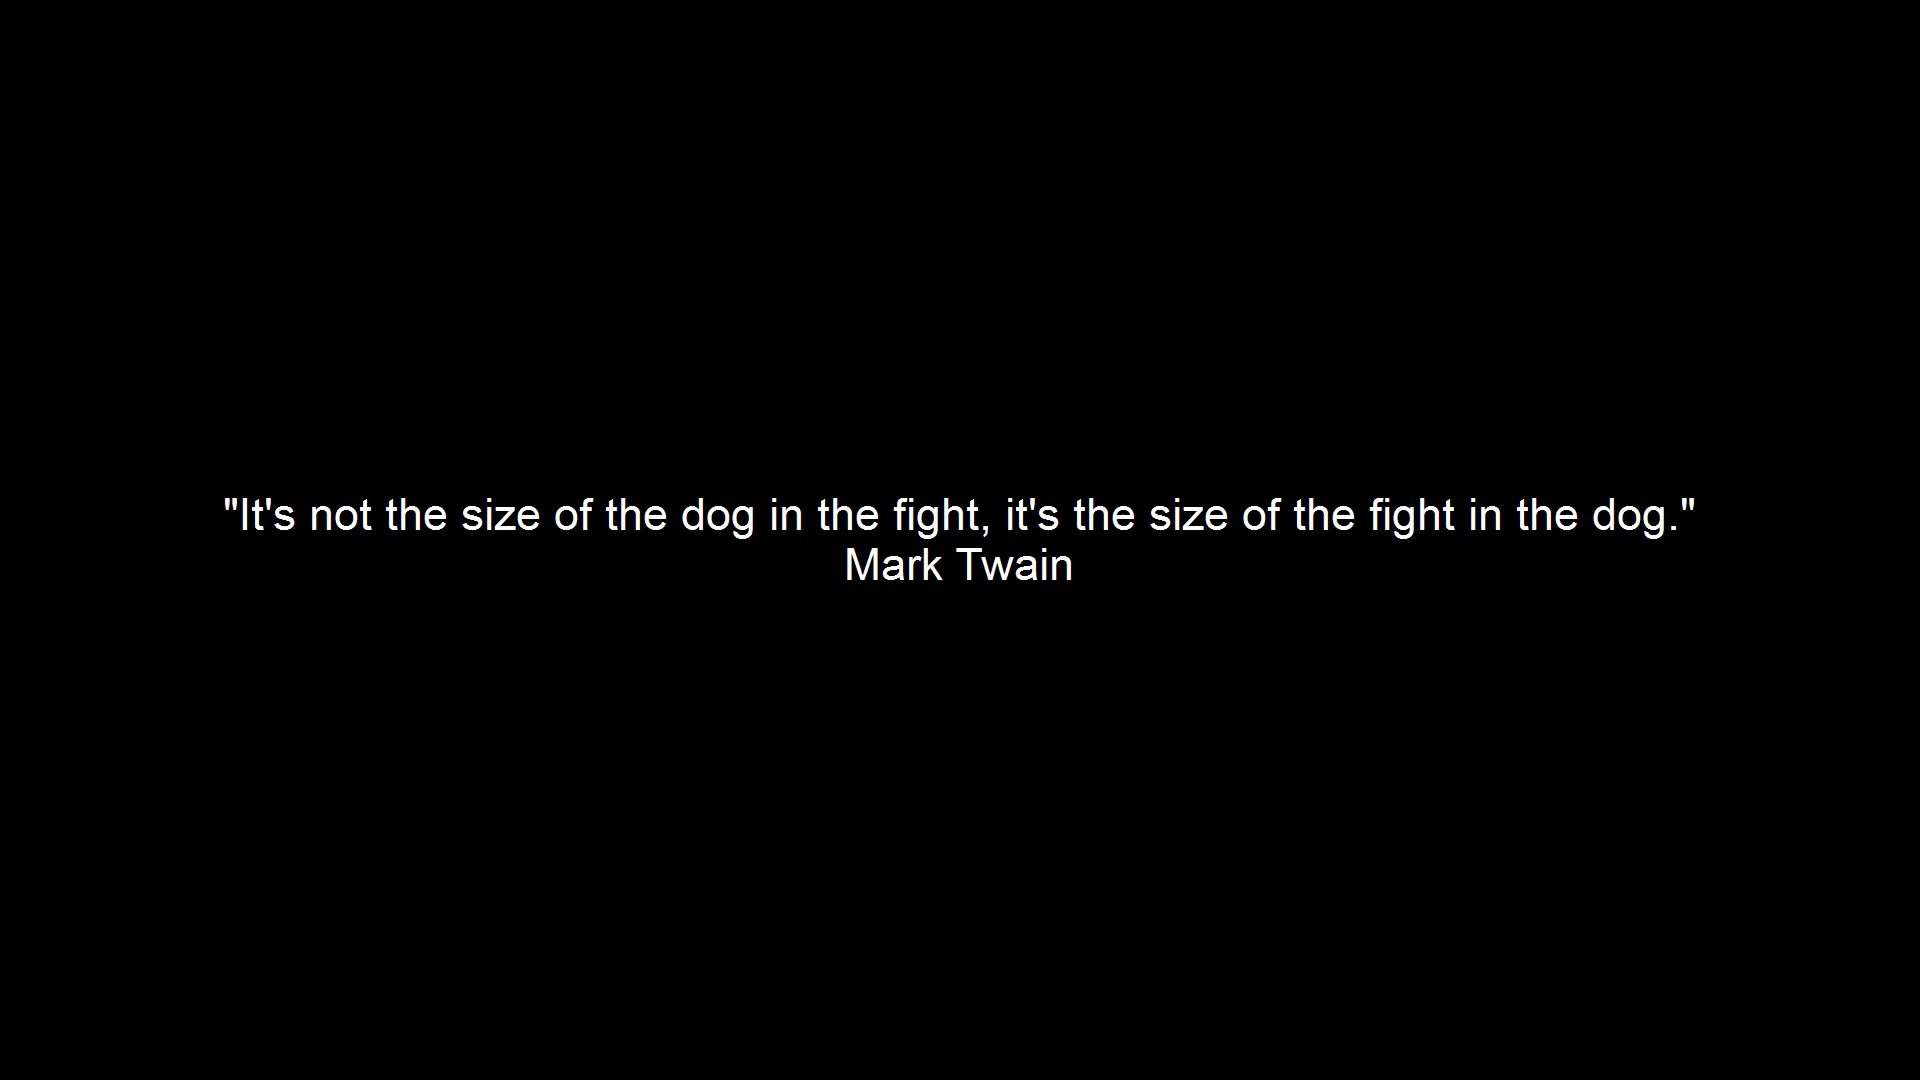 "It's not the size of the dog in the fight, it's the size of the fight in the dog."
Mark Twain